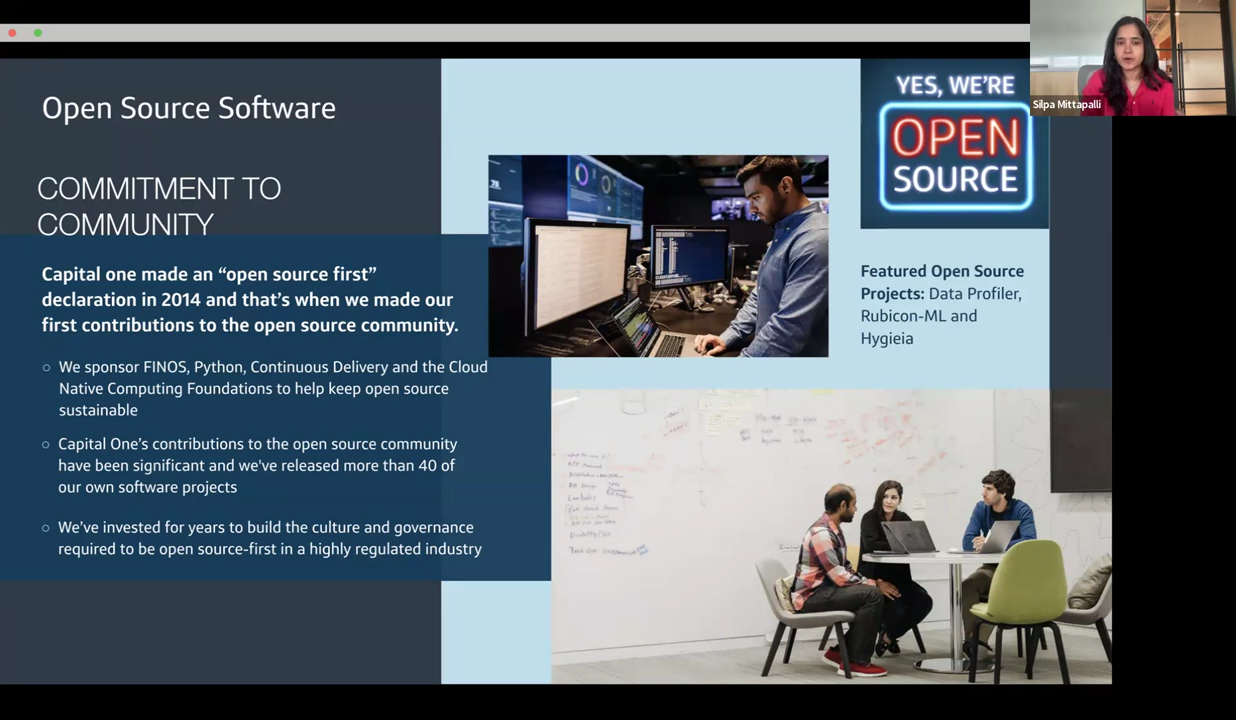 Open Source Software
COMMITMENT TO
COMMUNITY
Capital one made an “open source first”
declaration in 2014 and that’s when we made our
first contributions to the open source community.
○ We sponsor FINOS, Python, Continuous Delivery and the Cloud
Native Computing Foundations to help keep open source
sustainable
○ Capital One’s contributions to the open source community
have been significant and we've released more than 40 of
our own software projects
○ We’ve invested for years to build the culture and governance
required to be open source-first in a highly regulated industry
YES, WE’RE
OPEN
SOURCE
Featured Open Source
Projects: Data Profiler,
Rubicon-ML and
Hygieia
Silpa Mittapalli